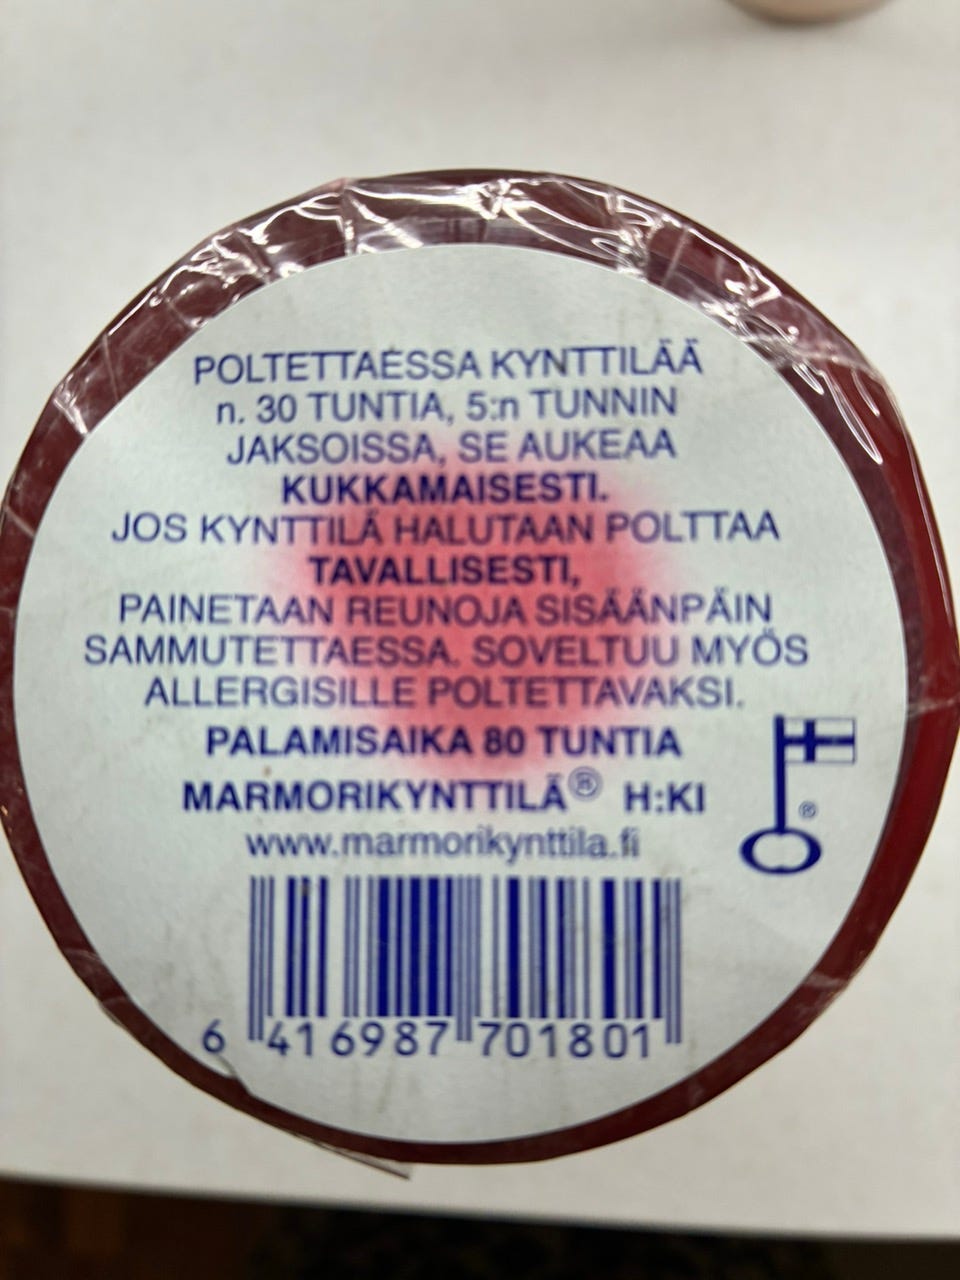 POLTETTAESSA KYNTTILÄÄ
n. 30 TUNTIA, 5:n TUNNIN
JAKSOISSA, SE AUKEAA
KUKKAMAISESTI.
JOS KYNTTILÄ HALUTAAN POLTTAA
TAVALLISESTI,
PAINETAAN REUNOJA SISÄÄNPÄIN
SAMMUTETTAESSA. SOVELTUU MYÖS
ALLERGISILLE POLTETTAVAKSI.
PALAMISAIKA 80 TUNTIA
MARMORIKYNTTILÄ® H:KI
®
www.marmorikynttila.fi
6 416987 701801